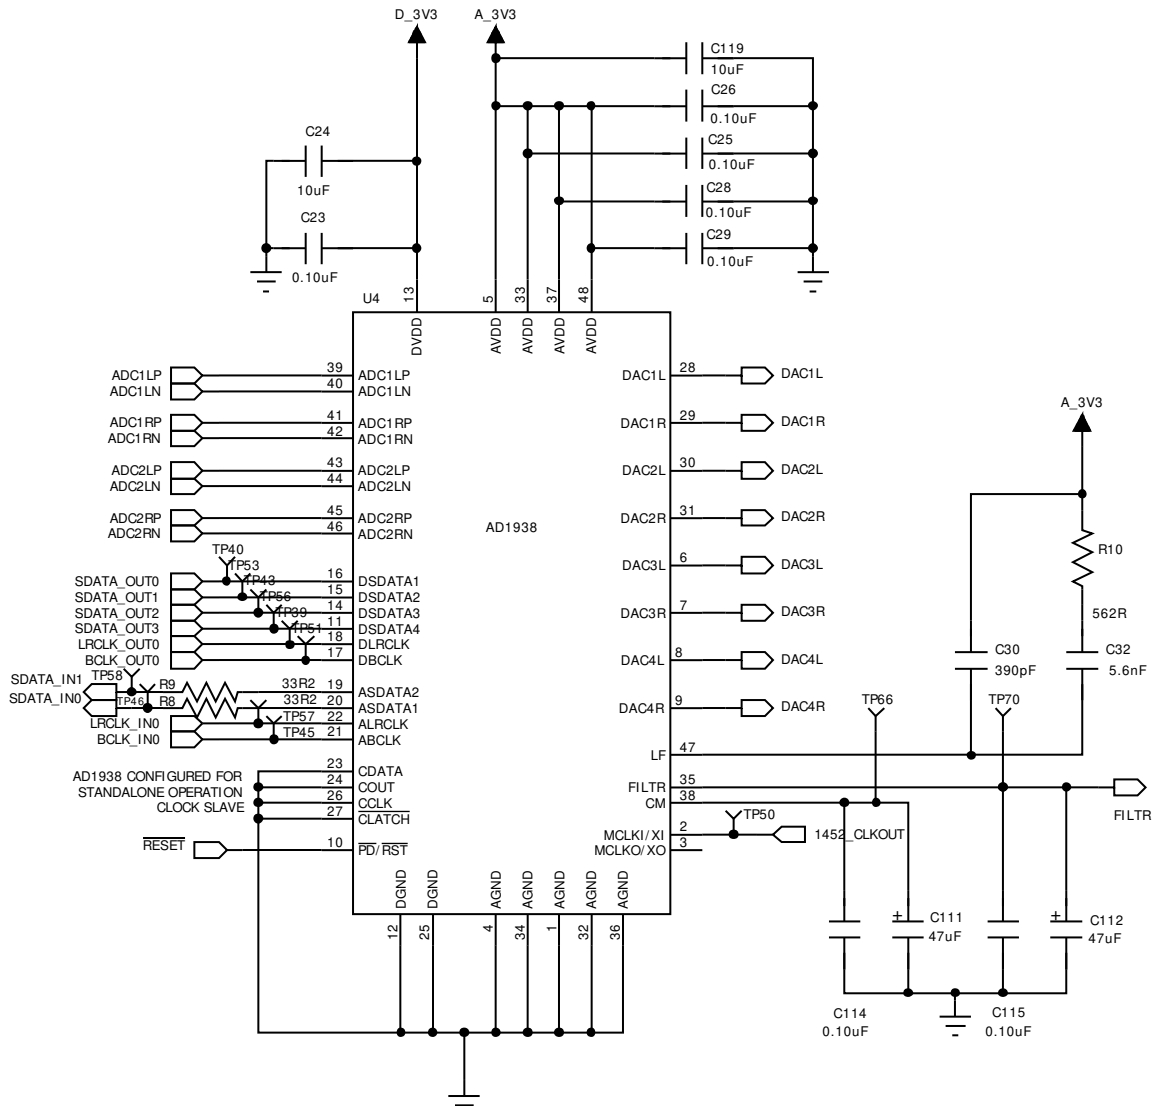 D_3V3 A_3V3
C119
10uF
C26
0.10uF
C24
10uF
C25
0.10uF
C28
0.10uF
C23
0.10uF
C29
0.10uF
U4 13 5 33 37 48
DVDD AVDD AVDD AVDD AVDD
ADC1LP 39 ADC1LP DAC1L 28 DAC1L
ADC1LN 40 ADC1LN
A_3V3
ADC1RP 41 ADC1RP DAC1R 29 DAC1R
ADC1RN 42 ADC1RN
ADC2LP 43 ADC2LP DAC2L 30 DAC2L
ADC2LN 44 ADC2LN
ADC2RP 45 ADC2RP DAC2R 31 DAC2R
ADC2RN 46 ADC2RN
AD1938
R10
562R
TP40
TP53
SDATA_OUT0 16 DSDATA1 DAC3L 6 DAC3L
TP43
SDATA_OUT1 15 DSDATA2
TP56
SDATA_OUT2 14 DSDATA3 DAC3R 7 DAC3R
TP39
SDATA_OUT3 11 DSDATA4
TP51
LRCLK_OUT0 18 DLRCLK
BCLK_OUT0 17 DBCLK DAC4L 8 DAC4L
C30
390pF
C32
5.6nF
SDATA_IN1 TP58 R9 33R2 19 ASDATA2
SDATA_IN0 TP46 R8 33R2 20 ASDATA1 DAC4R 9 DAC4R
TP66 TP70
LRCLK_IN0 TP57 22 ALRCLK
BCLK_IN0 TP45 21 ABCLK
LF 47
23 CDATA
AD1938 CONFIGURED FOR
STANDALONE OPERATION
CLOCK SLAVE
24 COUT FILTR 35
FILTR
26 CCLK CM 38
27 CLATCH
TP50
MCLKI/XI 2 1452_CLKOUT
RESET 10 PD/RST MCLKO/XO 3
DGND DGND AGND AGND AGND AGND AGND
12 25 4 34 1 32 36
+ C111
47uF
+ C112
47uF
C114
0.10uF
C115
0.10uF